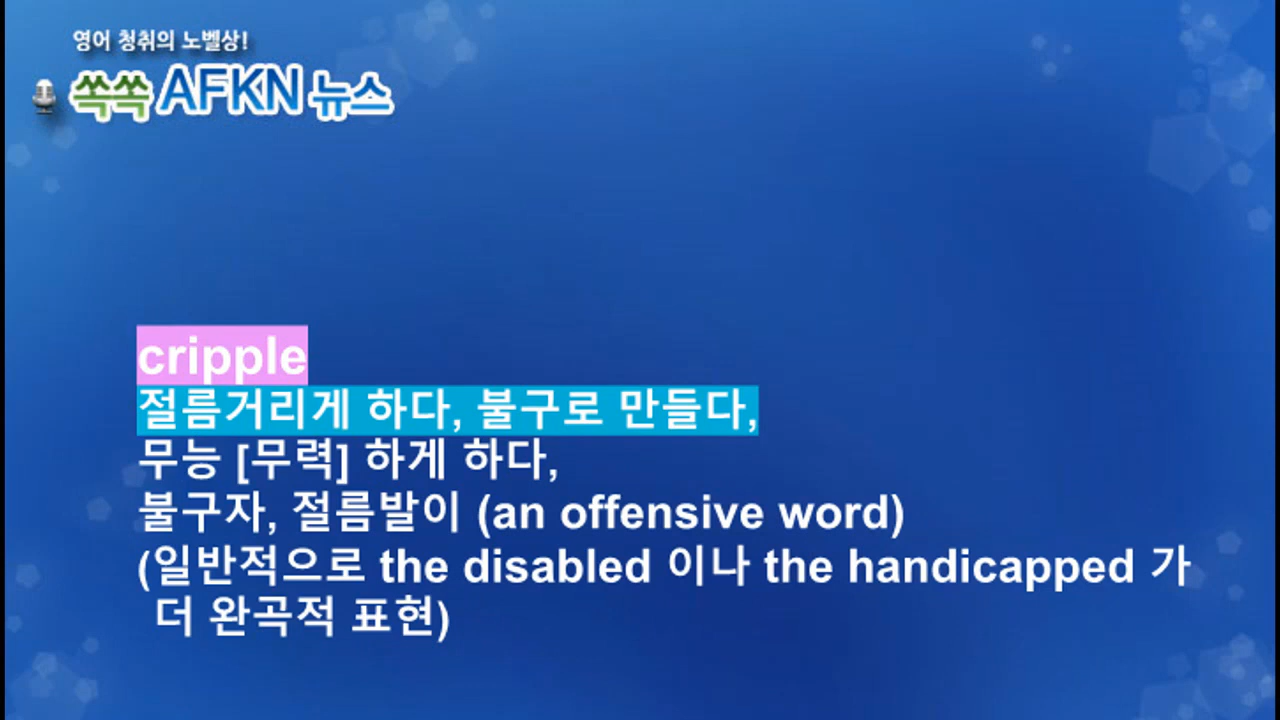 영어 청취의 노벨상!
쏙쏙 AFKN 뉴스
cripple
절름거리게 하다, 불구로 만들다,
무능 [무력] 하게 하다,
불구자, 절름발이 (an offensive word)
(일반적으로 the disabled 이나 the handicapped 가
더 완곡적 표현)